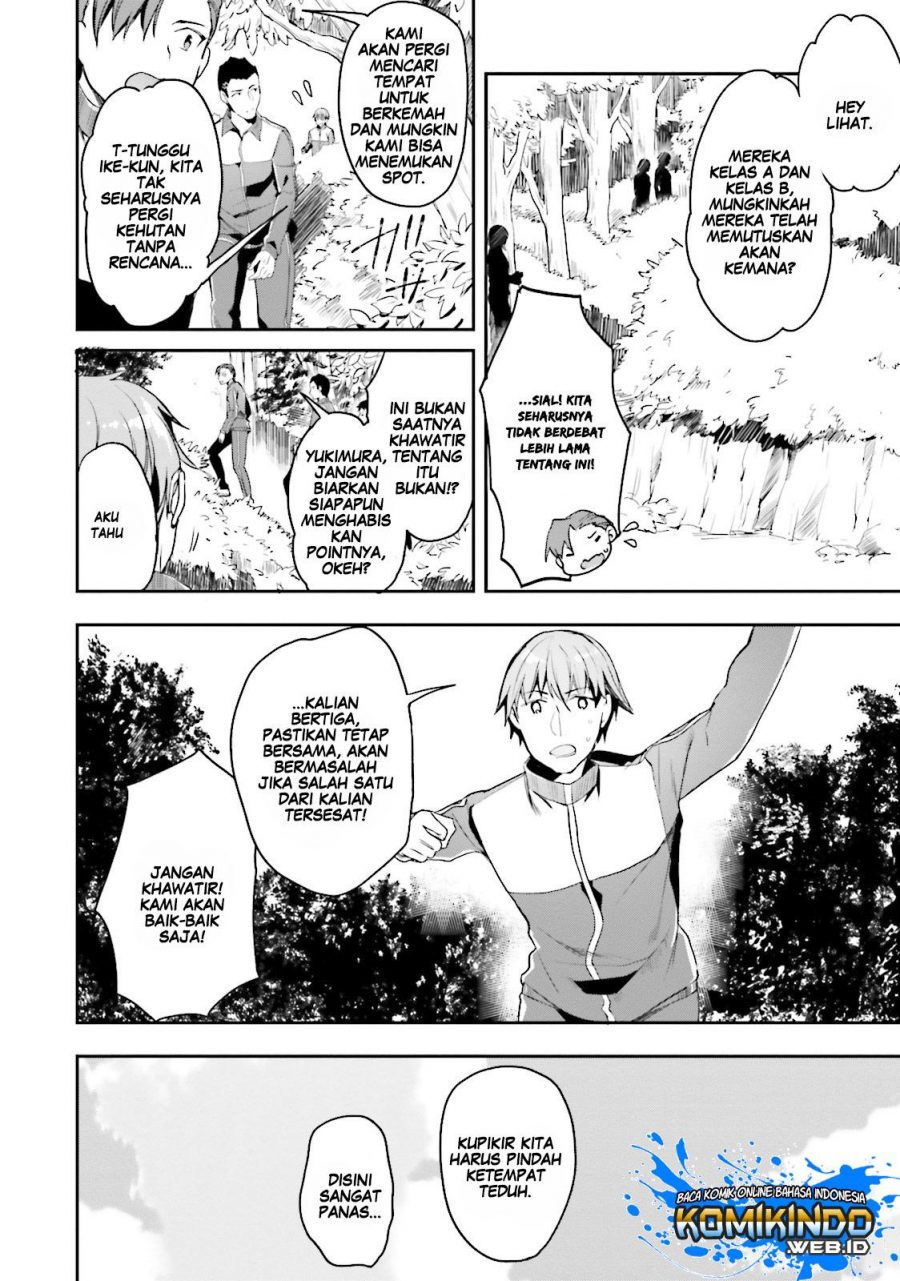 HEY
LIHAT.
MEREKA
KELAS A DAN
KELAS B,
MUNGKINKAH
MEREKA TELAH
MEMUTUSKAN
AKAN
KEMANA?
...SIAL! KITA
SEHARUSNYA
TIDAK BERDEBAT
LEBIH LAMA
TENTANG INI!
KAMI
AKAN PERGI
MENCARI
TEMPAT
UNTUK
BERKEMAH
DAN MUNGKIN
KAMI BISA
MENEMUKAN
SPOT.
T-TUNGGU
IKE-KUN, KITA
TAK
SEHARUSNYA
PERGI
KEHUTAN
TANPA
RENCANA...
INI BUKAN
SAATNYA
KHAWATIR
TENTANG
ITU
BUKAN!?
YUKIMURA,
JANGAN
BIARKAN
SIAPAPUN
MENGHABIS
KAN
POINTNYA,
OKEH?
AKU
TAHU
...KALIAN
BERTIGA,
PASTIKAN TETAP
BERSAMA, AKAN
BERMASALAH
JIKA SALAH SATU
DARI KALIAN
TERSESAT!
JANGAN
KHAWATIR!
KAMI AKAN
BAIK-BAIK
SAJA!
KUPIKIR KITA
HARUS PINDAH
KETEMPAT
TEDUH.
DISINI
SANGAT
PANAS...
BACA KOMIK ONLINE BAHASA INDONESIA
KOMIKINDO
WEB.ID